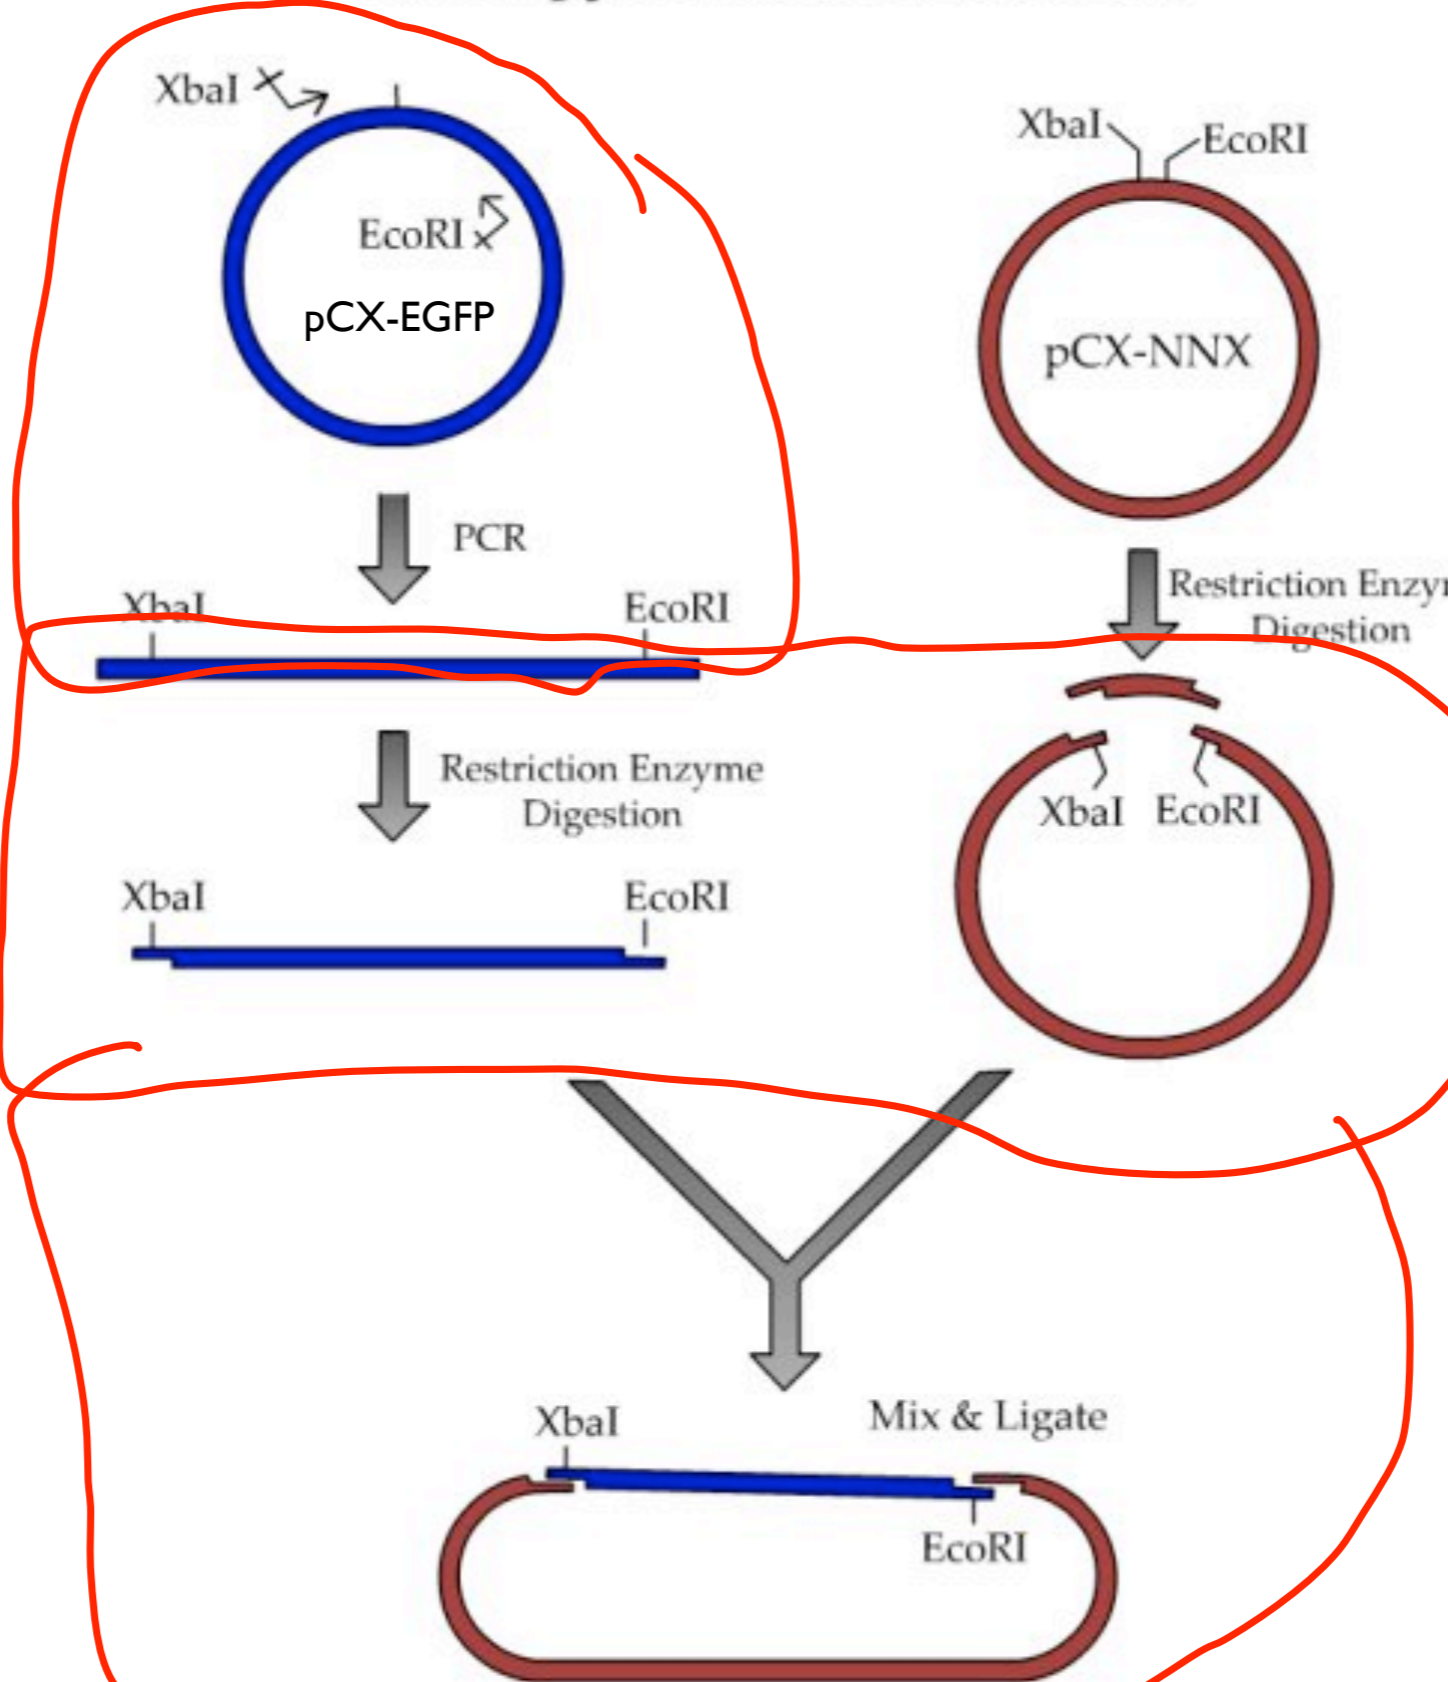 XbaI
EcoRI
pCX-EGFP
XbaI
EcoRI
pCX-NNX
PCR
XbaI
EcoRI
Restriction
Digestion
Restriction Enzyme
Digestion
XbaI
EcoRI
XbaI EcoRI
Mix & Ligate
XbaI
EcoRI